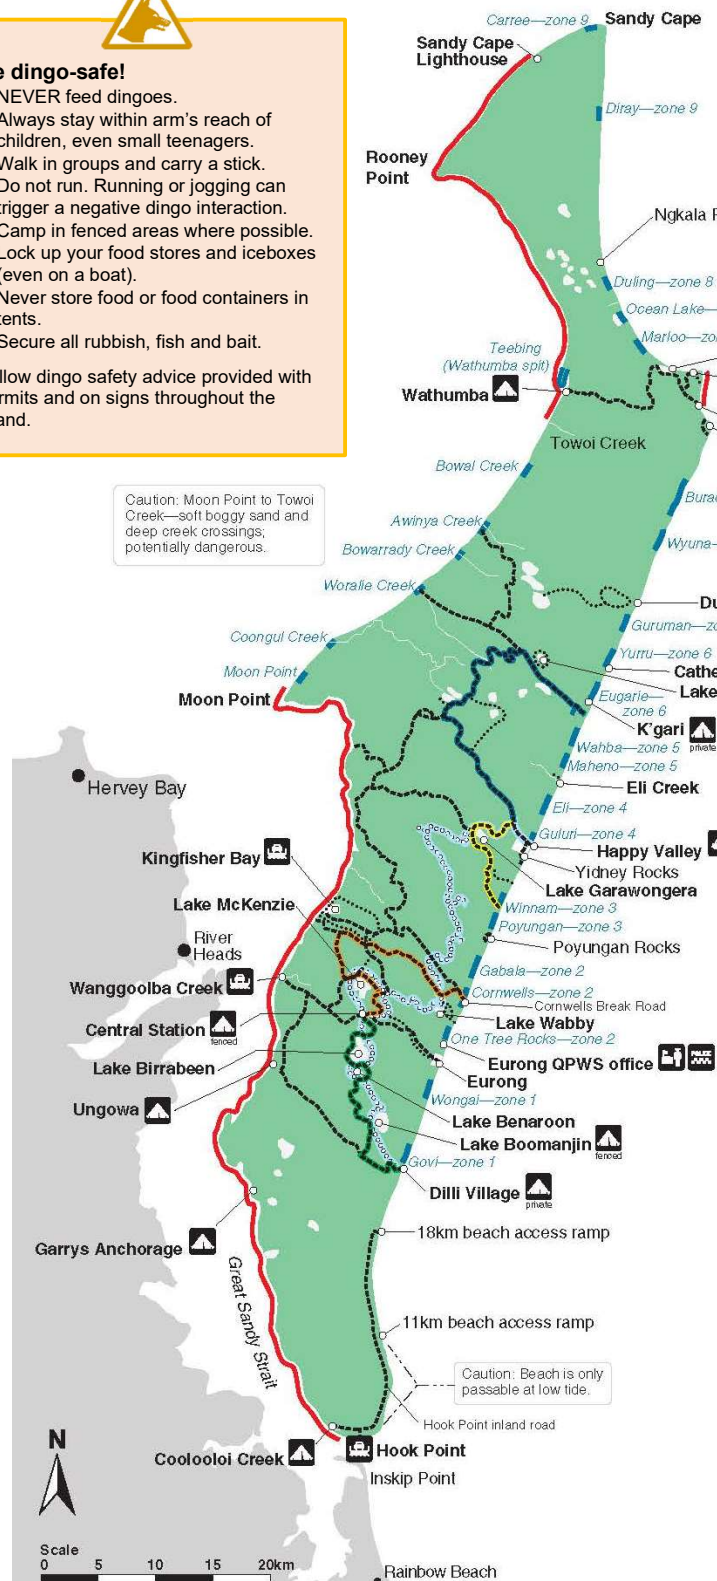 Carree—zone 9
Sandy Cape
Sandy Cape
Lighthouse
e dingo-safe!
NEVER feed dingoes.
Always stay within arm's reach of
children, even small teenagers.
Walk in groups and carry a stick.
Do not run. Running or jogging can
trigger a negative dingo interaction.
Camp in fenced areas where possible.
Lock up your food stores and iceboxes
(even on a boat).
Never store food or food containers in
tents.
Secure all rubbish, fish and bait.
llow dingo safety advice provided with
rmits and on signs throughout the
and.
Diray—zone 9
Rooney
Point
Ngkala
Duling—zone 8
Ocean Lake—
Marloo—zo
Teebing
(Wathumba spit)
Wathumba
Towoi Creek
Bowal Creek
Caution: Moon Point to Towoi
Creek—soft boggy sand and
deep creek crossings;
potentially dangerous.
Burad
Awinya Creek
Wyuna—
Bowarrady Creek
Woralie Creek
Du
Guruman—zo
Coongul Creek
Yurru—zone 6
Moon Point
Cathe
Lake
Moon Point
Eugarie—
zone 6
K'gari
private
Wahba—zone 5
Maheno—zone 5
Hervey Bay
Eli Creek
Eli—zone 4
Guluri—zone 4
Kingfisher Bay
Happy Valley
Yidney Rocks
Lake Garawongera
Lake McKenzie
Winnam—zone 3
Poyungan—zone 3
River
Heads
Poyungan Rocks
Gabala—zone 2
Wanggoolba Creek
Cornwells—zone 2
Cornwells Break Road
Central Station
fenced
Lake Wabby
One Tree Rocks—zone 2
Lake Birrabeen
Eurong QPWS office
POLICE
Eurong
Ungowa
Wongai—zone 1
Lake Benaroon
Lake Boomanjin
fenced
Govi—zone 1
Dilli Village
private
18km beach access ramp
Garrys Anchorage
Great Sandy Strait
11km beach access ramp
Caution: Beach is only
passable at low tide.
Hook Point inland road
N
Coolooloi Creek
Hook Point
Inskip Point
Scale
0 5 10 15 20km
Rainbow Beach